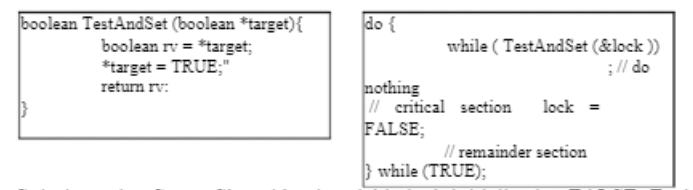 boolean TestAndSet (boolean *target){
boolean rv = *target;
*target = TRUE;"
return rv:
}
do {
while ( TestAndSet (&lock ))
; // do
nothing
// critical section lock =
FALSE;
// remainder section
} while (TRUE);